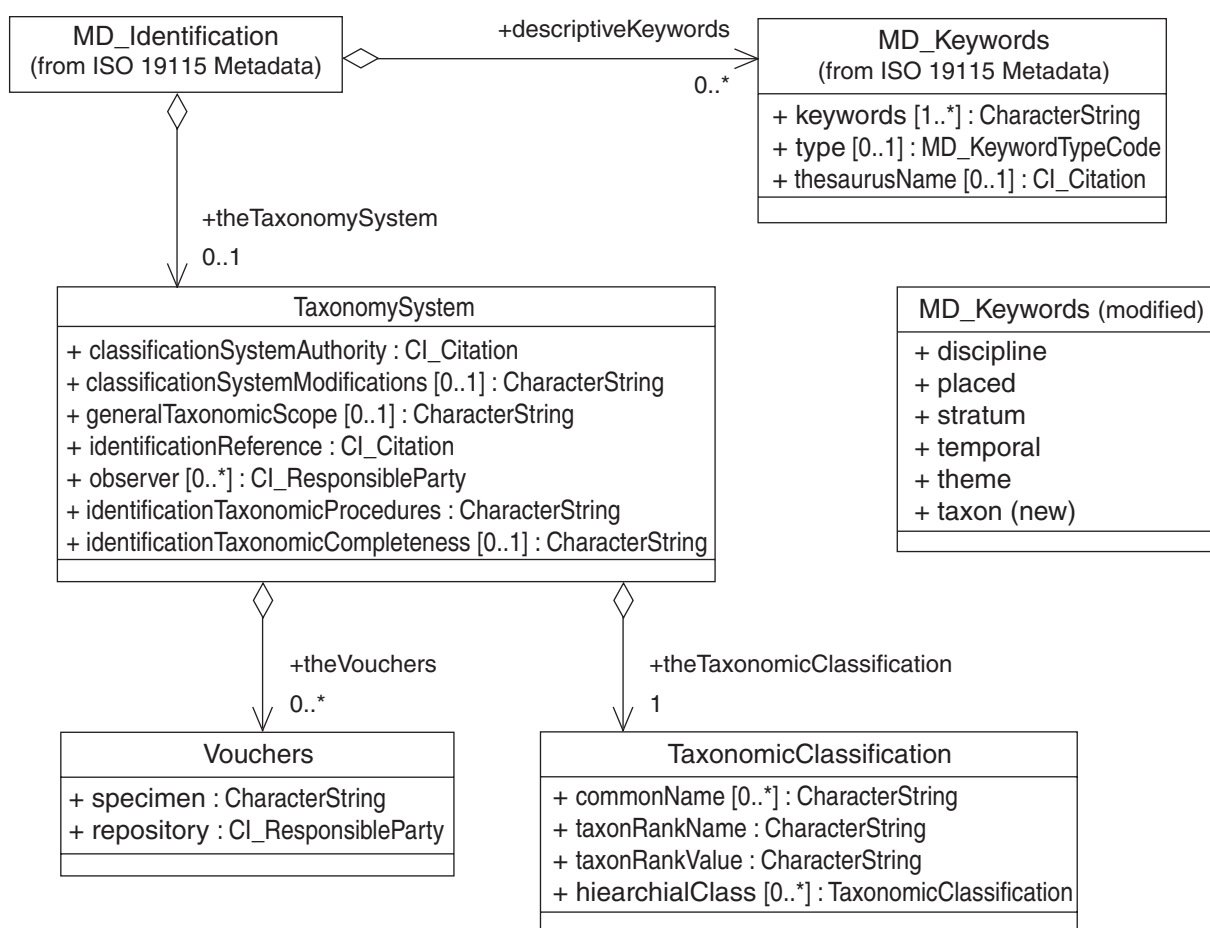 MD_Identification
(from ISO 19115 Metadata)
+descriptiveKeywords
0..*
MD_Keywords
(from ISO 19115 Metadata)
+ keywords [1..*] : CharacterString
+ type [0..1] : MD_KeywordTypeCode
+ thesaurusName [0..1] : CI_Citation
+theTaxonomySystem
0..1
TaxonomySystem
+ classificationSystemAuthority : CI_Citation
+ classificationSystemModifications [0..1] : CharacterString
+ generalTaxonomicScope [0..1] : CharacterString
+ identificationReference : CI_Citation
+ observer [0..*] : CI_ResponsibleParty
+ identificationTaxonomicProcedures : CharacterString
+ identificationTaxonomicCompleteness [0..1] : CharacterString
MD_Keywords (modified)
+ discipline
+ placed
+ stratum
+ temporal
+ theme
+ taxon (new)
+theVouchers
0..*
+theTaxonomicClassification
1
Vouchers
+ specimen : CharacterString
+ repository : CI_ResponsibleParty
TaxonomicClassification
+ commonName [0..*] : CharacterString
+ taxonRankName : CharacterString
+ taxonRankValue : CharacterString
+ hiearchialClass [0..*] : TaxonomicClassification